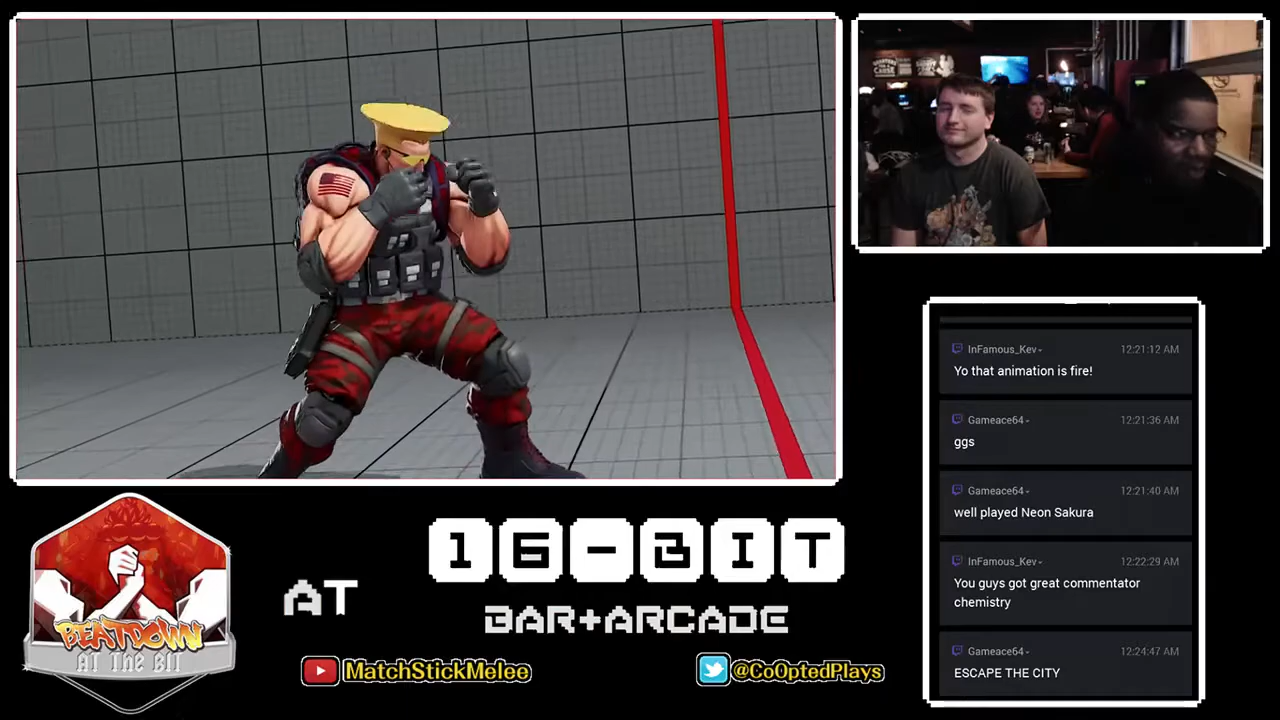 InFamous_Kev
12:21:12 AM
Yo that animation is fire!
Gameace64
12:21:36 AM
ggs
Gameace64
12:21:40 AM
well played Neon Sakura
InFamous_Kev
12:22:29 AM
You guys got great commentator
chemistry
Gameace64
12:24:47 AM
ESCAPE THE CITY
BEATDOWN
AT THE BIT
AT
16-BIT
BAR+ARCADE
MatchStickMelee
@CoOptedPlays